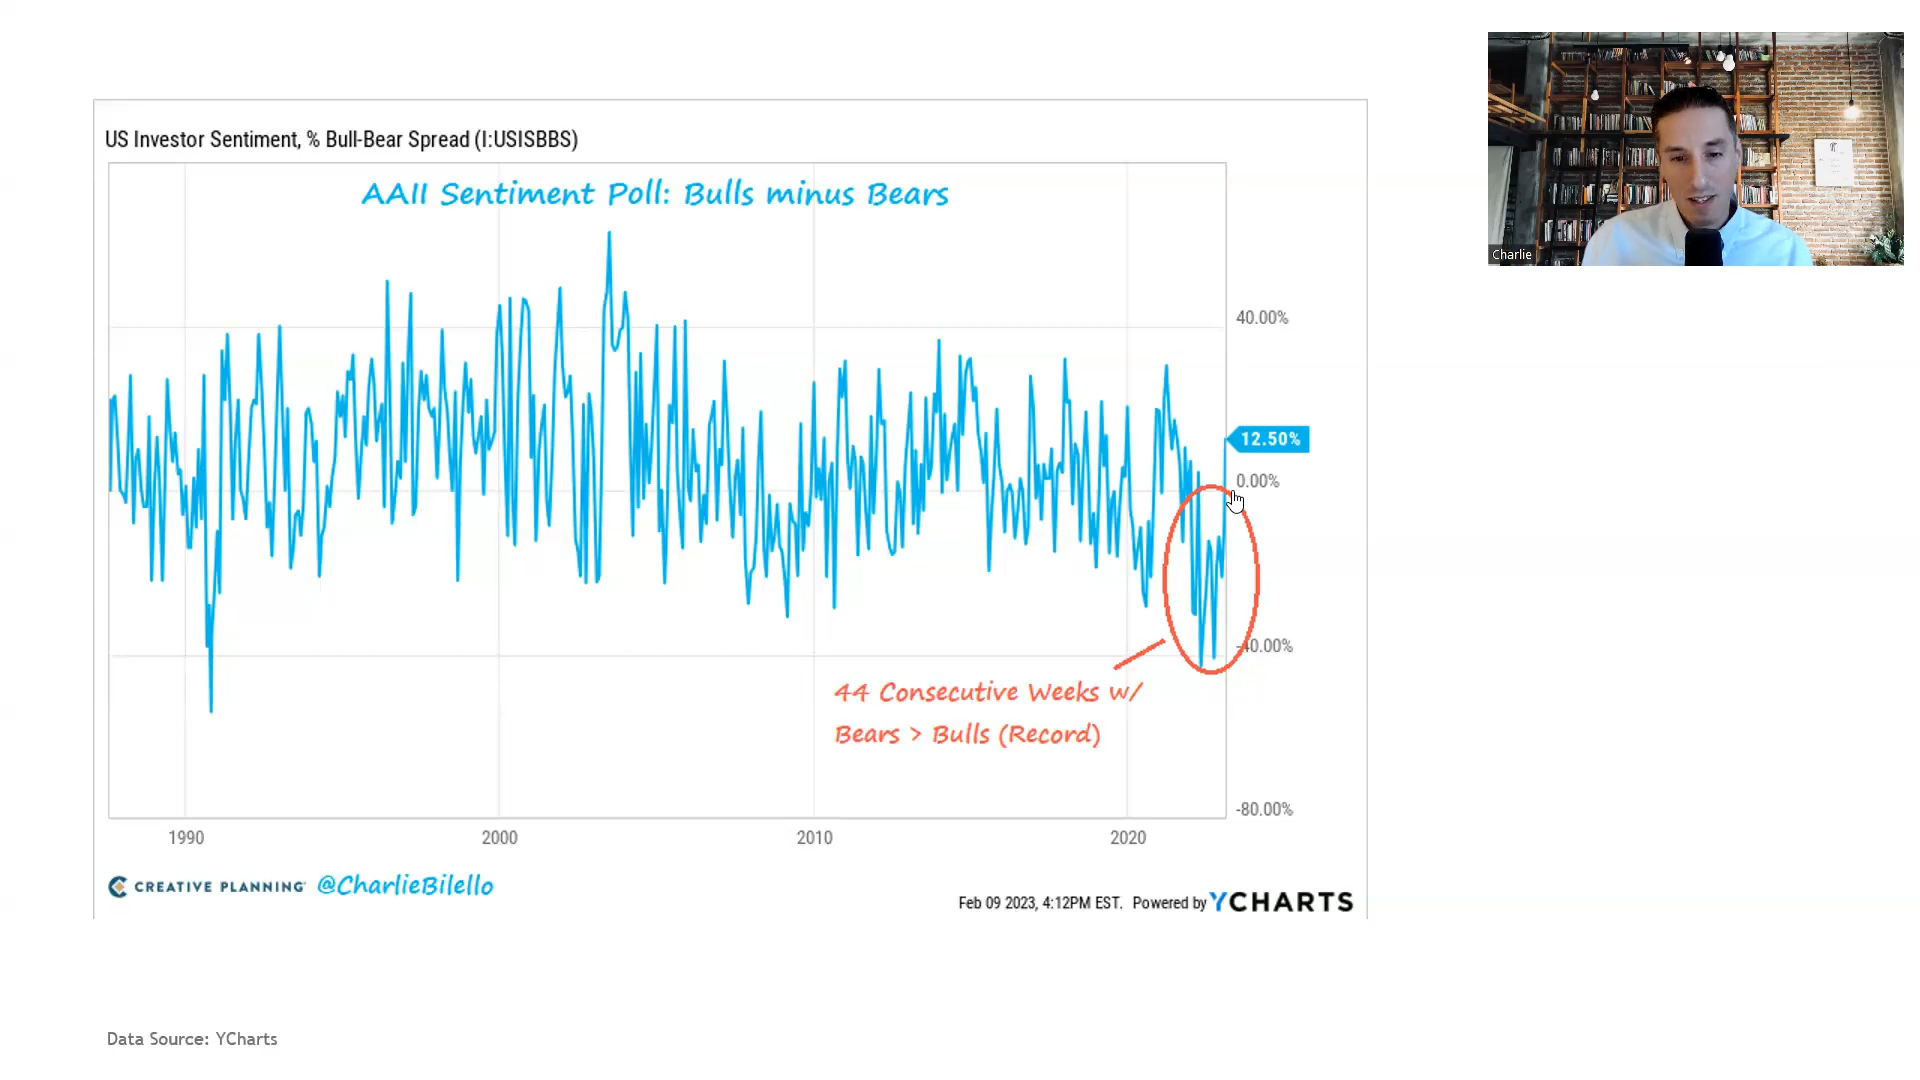 US Investor Sentiment, % Bull-Bear Spread (I:USISBBS)
AAII Sentiment Poll: Bulls minus Bears
40.00%
12.50%
0.00%
-40.00%
44 Consecutive Weeks w/
Bears > Bulls (Record)
-80.00%
1990 2000 2010 2020
CREATIVE PLANNING @CharlieBilello
Feb 09 2023, 4:12PM EST. Powered by YCHARTS
Data Source: YCharts
Charlie